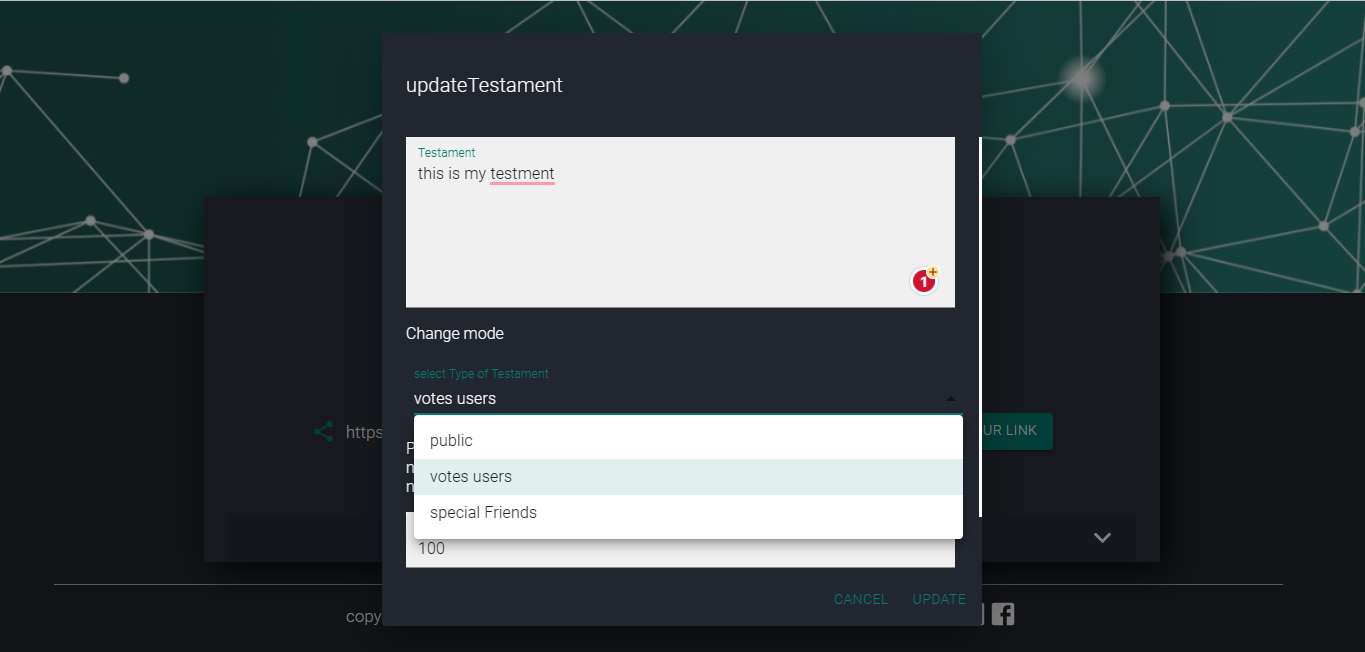 updateTestament
Testament
this is my testment
1+
Change mode
select Type of Testament
votes users
https
UR LINK
public
votes users
special Friends
100
CANCEL UPDATE
copy